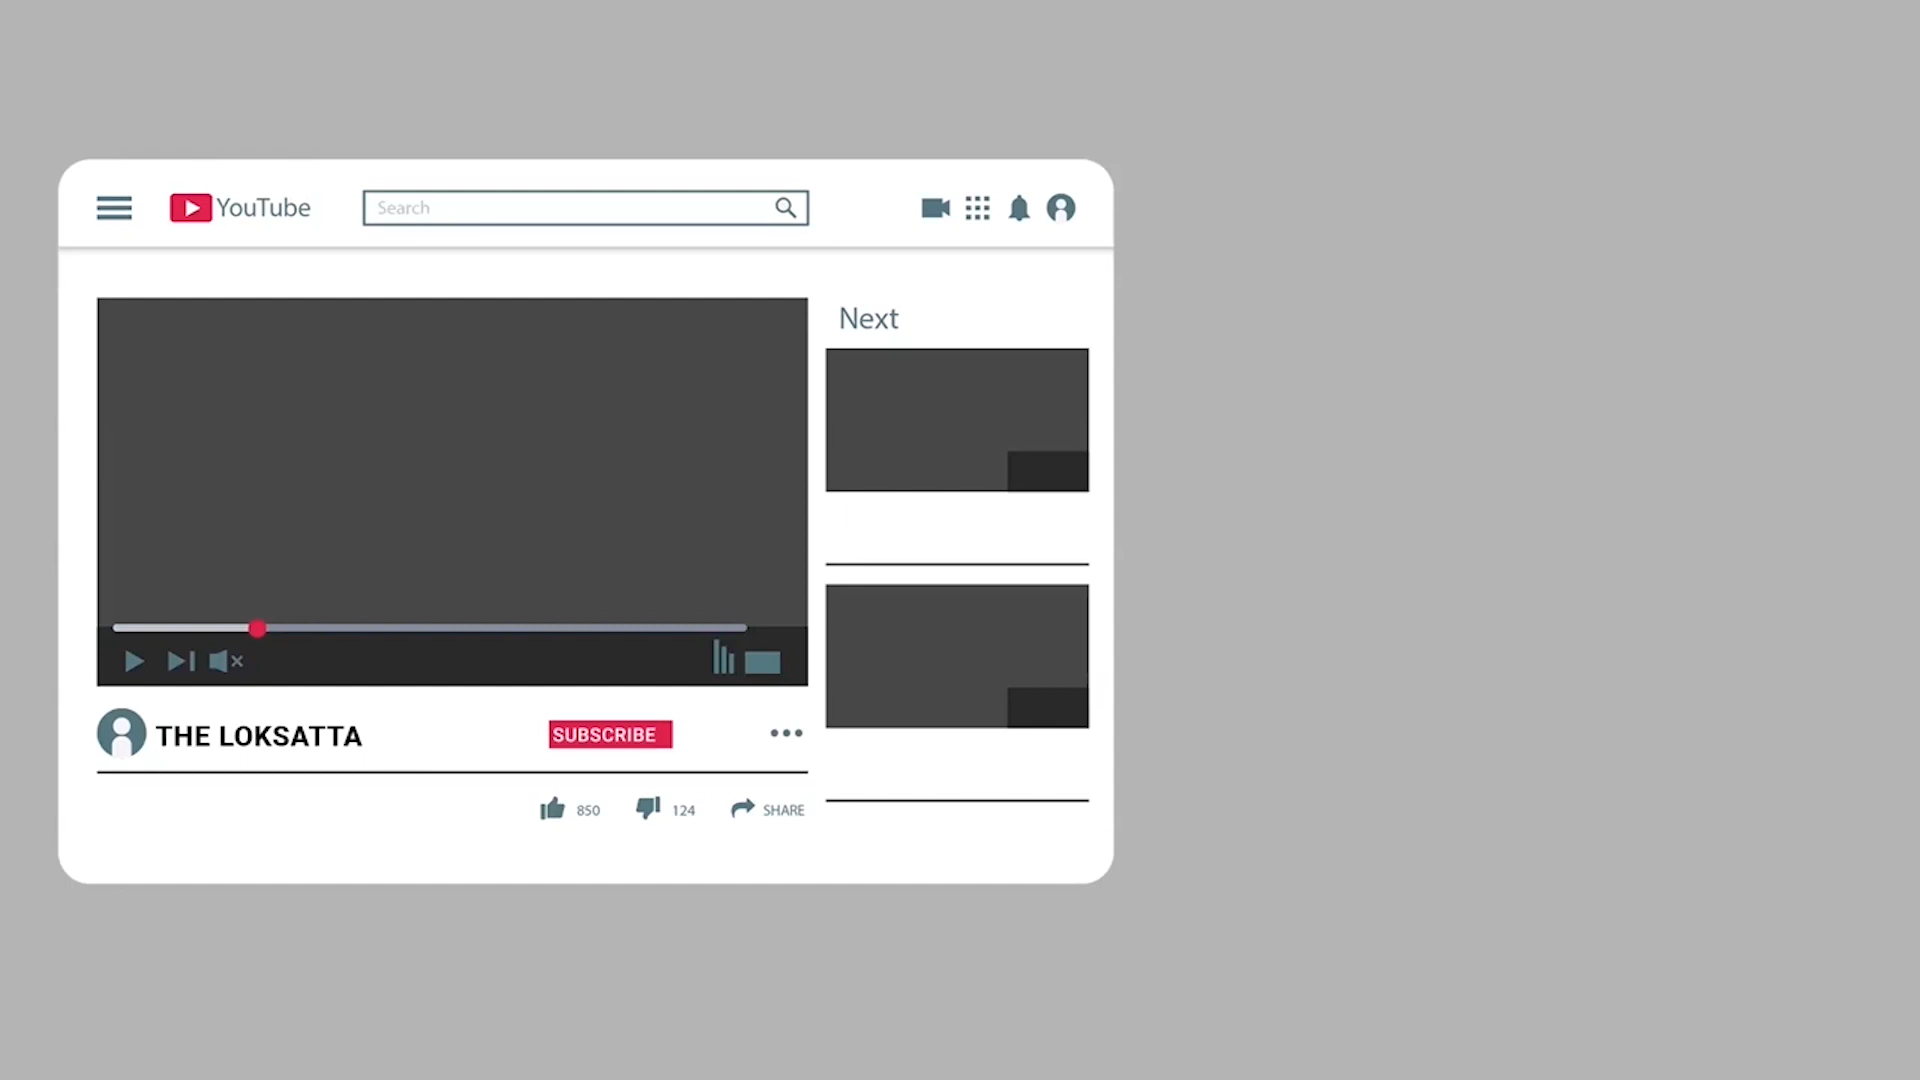 YouTube
Search
Next
THE LOKSATTA
SUBSCRIBE
850
124
SHARE